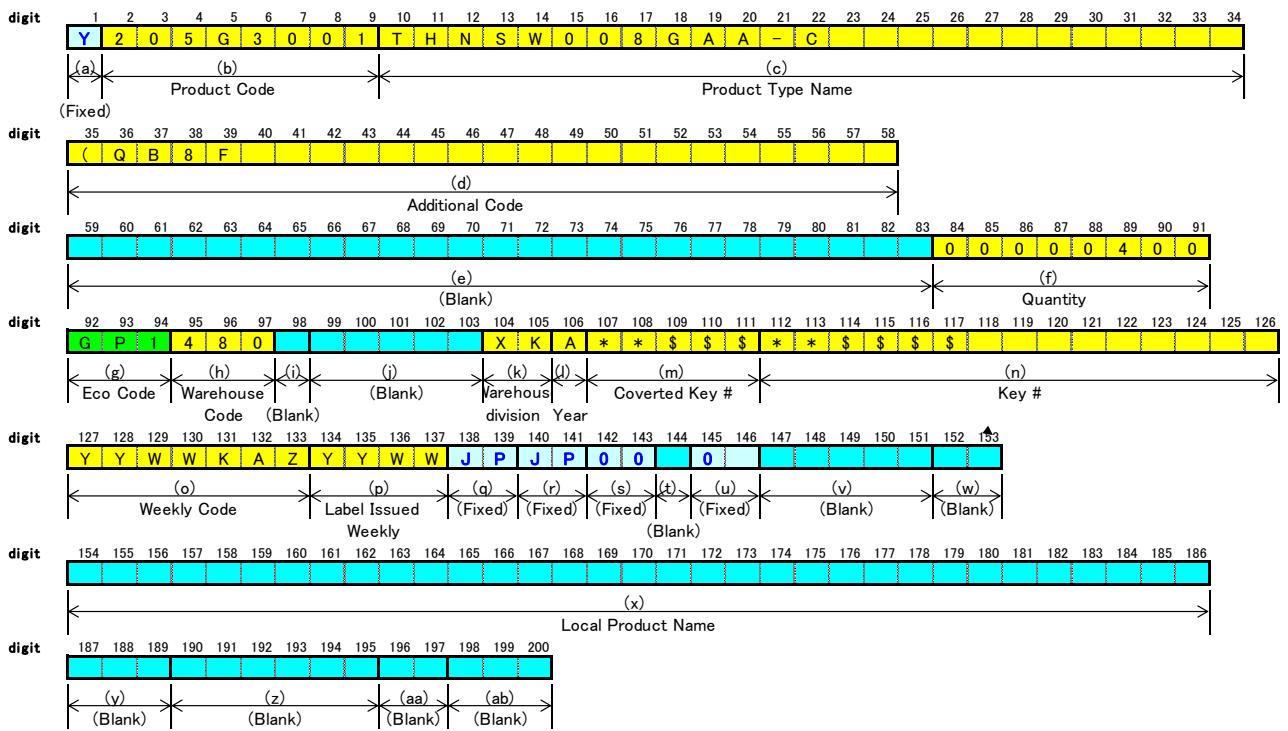 digit 1 2 3 4 5 6 7 8 9 10 11 12 13 14 15 16 17 18 19 20 21 22 23 24 25 26 27 28 29 30 31 32 33 34
Y 2 0 5 G 3 0 0 1 T H N S W 0 0 8 G A A - C
(a) (b) (c)
Product Code Product Type Name
(Fixed)
digit 35 36 37 38 39 40 41 42 43 44 45 46 47 48 49 50 51 52 53 54 55 56 57 58
( Q B 8 F
(d)
Additional Code
digit 59 60 61 62 63 64 65 66 67 68 69 70 71 72 73 74 75 76 77 78 79 80 81 82 83 84 85 86 87 88 89 90 91
0 0 0 0 0 4 0 0
(e) (f)
(Blank) Quantity
digit 92 93 94 95 96 97 98 99 100 101 102 103 104 105 106 107 108 109 110 111 112 113 114 115 116 117 118 119 120 121 122 123 124 125 126
G P 1 4 8 0 X K A * * $ $ $ * * $ $ $ $
(g) (h) (i) (j) (k) (l) (m) (n)
Eco Code Warehouse (Blank) Warehous Coverted Key # Key #
Code (Blank) division Year
digit 127 128 129 130 131 132 133 134 135 136 137 138 139 140 141 142 143 144 145 146 147 148 149 150 151 152 153
Y Y W W K A Z Y Y W W J P J P 0 0 0
(o) (p) (q) (r) (s) (t) (u) (v) (w)
Weekly Code Label Issued (Fixed) (Fixed) (Fixed) (Fixed) (Blank) (Blank)
Weekly (Blank)
digit 154 155 156 157 158 159 160 161 162 163 164 165 166 167 168 169 170 171 172 173 174 175 176 177 178 179 180 181 182 183 184 185 186
(x)
Local Product Name
digit 187 188 189 190 191 192 193 194 195 196 197 198 199 200
(y) (z) (aa) (ab)
(Blank) (Blank) (Blank) (Blank)